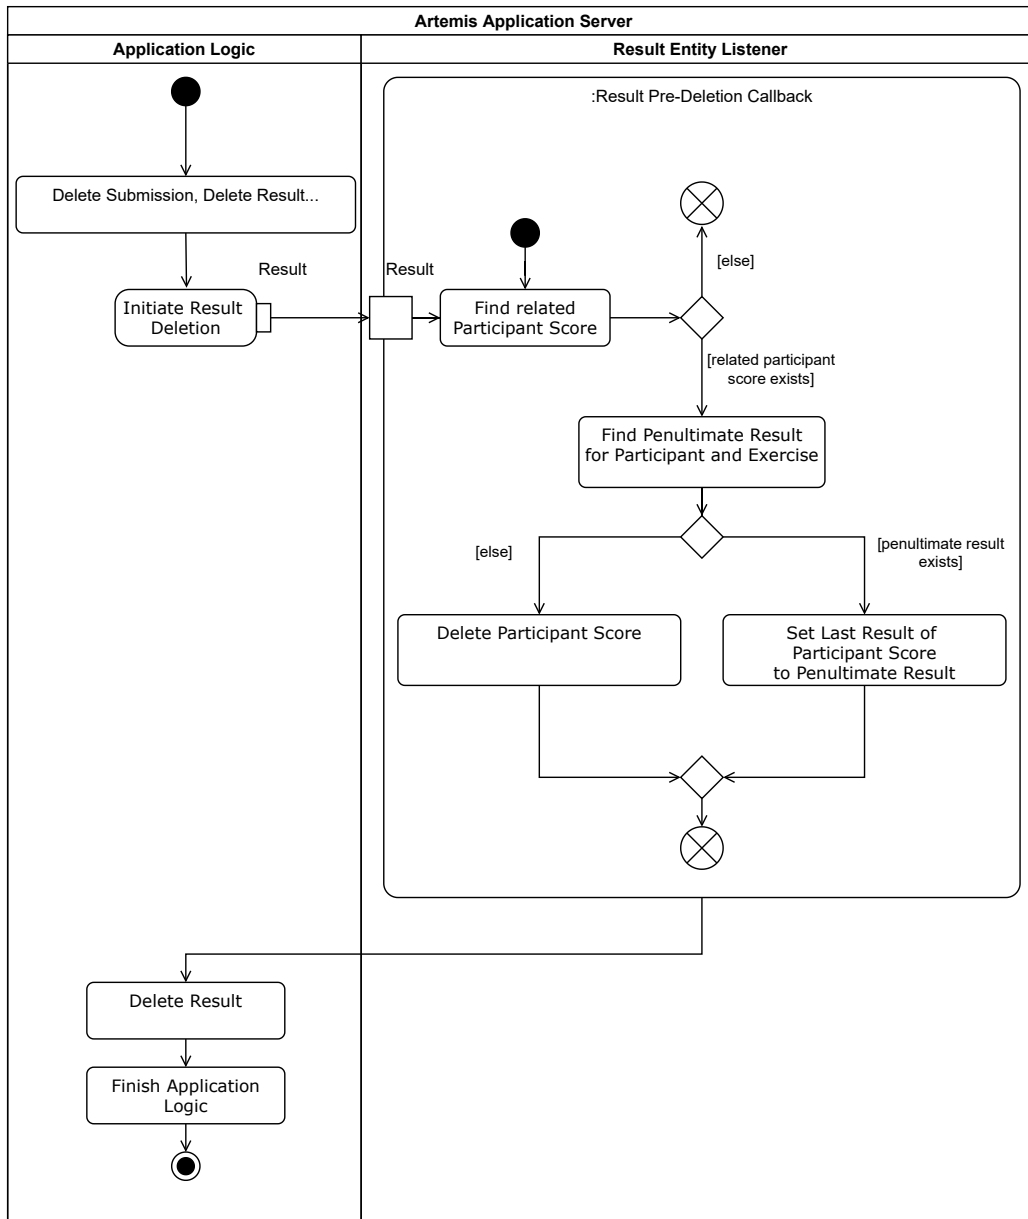 Artemis Application Server
Application Logic
Result Entity Listener
:Result Pre-Deletion Callback
Delete Submission, Delete Result...
[else]
Result
Result
Initiate Result
Deletion
Find related
Participant Score
[related participant
score exists]
Find Penultimate Result
for Participant and Exercise
[else]
[penultimate result
exists]
Delete Participant Score
Set Last Result of
Participant Score
to Penultimate Result
Delete Result
Finish Application
Logic